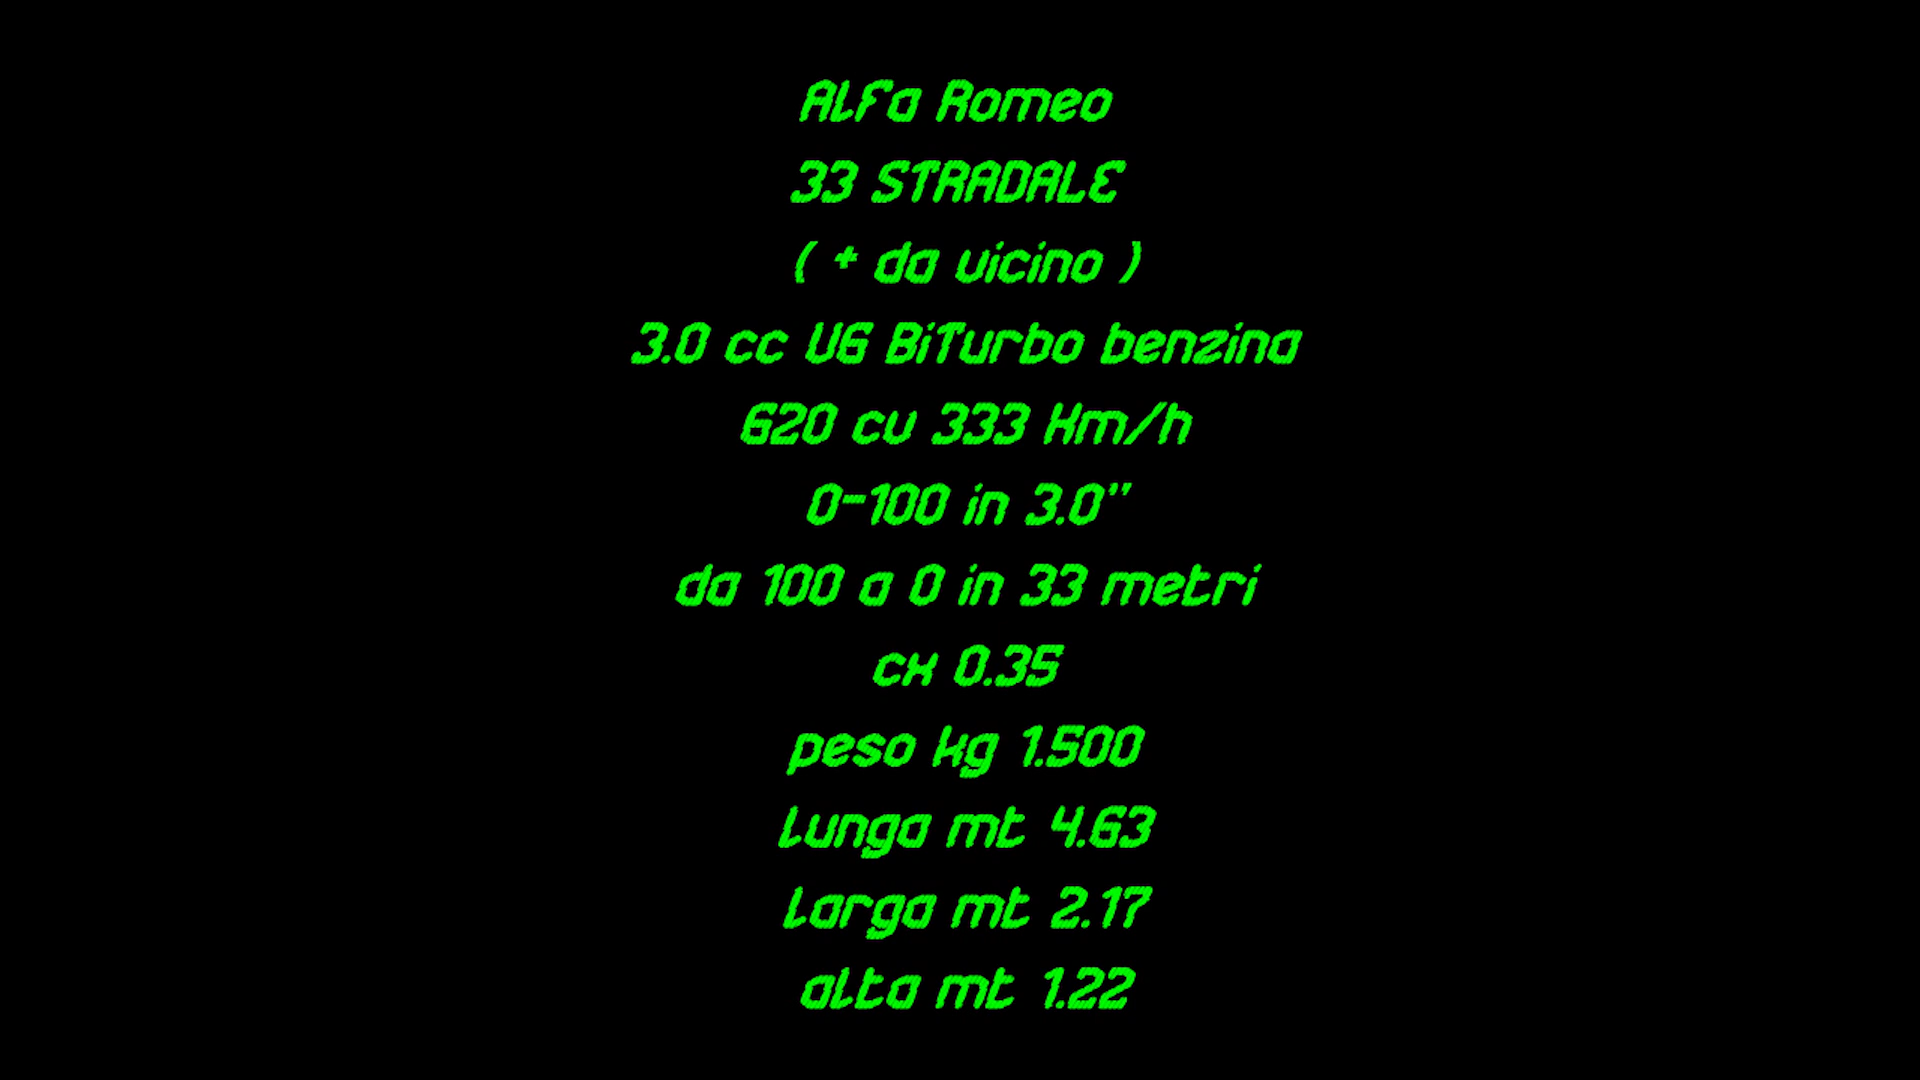 Alfa Romeo
33 STRADALE
( + da vicino )
3.0 cc V6 BiTurbo benzina
620 cv 333 Km/h
0-100 in 3.0"
da 100 a 0 in 33 metri
cx 0.35
peso kg 1.500
lunga mt 4.63
larga mt 2.17
alta mt 1.22